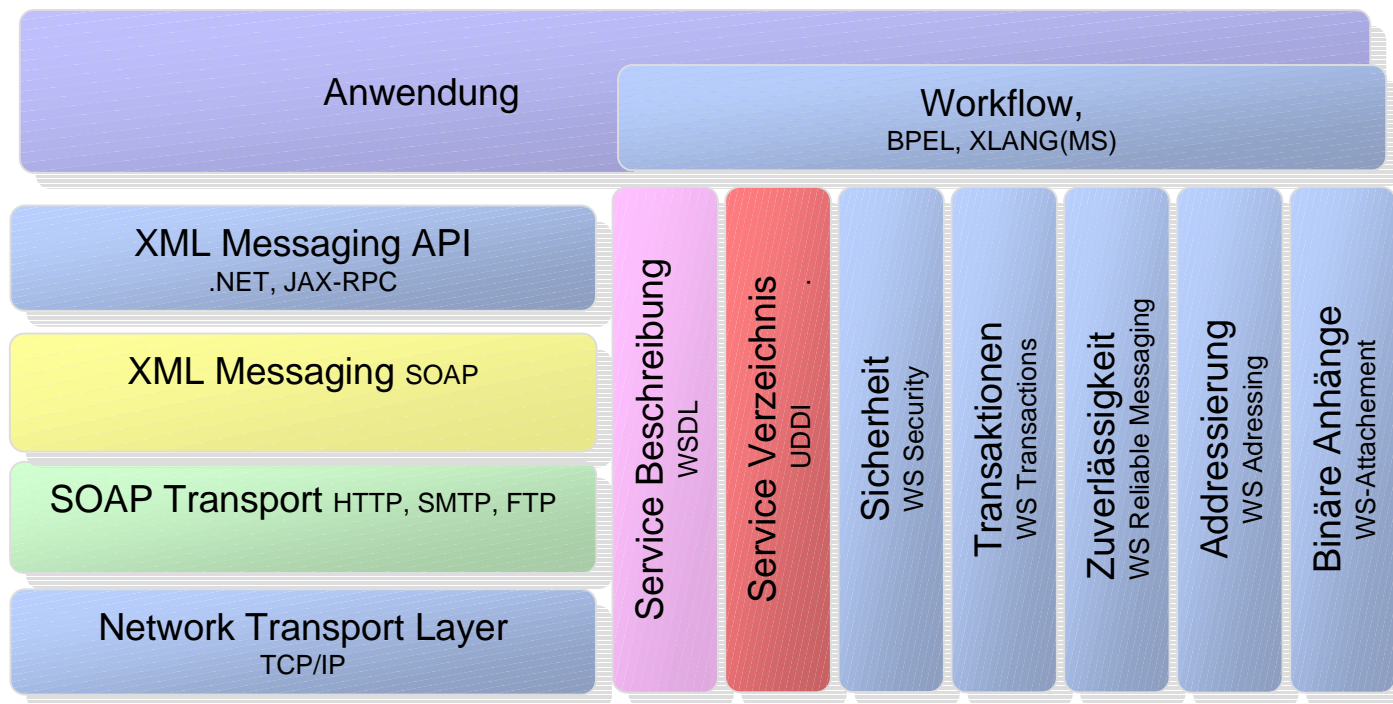 Anwendung
Workflow,
BPEL, XLANG(MS)
XML Messaging API
.NET, JAX-RPC
XML Messaging SOAP
SOAP Transport HTTP, SMTP, FTP
Network Transport Layer
TCP/IP
Service Beschreibung
WSDL
Service Verzeichnis
.
UDDI
Sicherheit
WS Security
Transaktionen
WS Transactions
Zuverlässigkeit
WS Reliable Messaging
Addressierung
WS Adressing
Binäre Anhänge
WS-Attachement